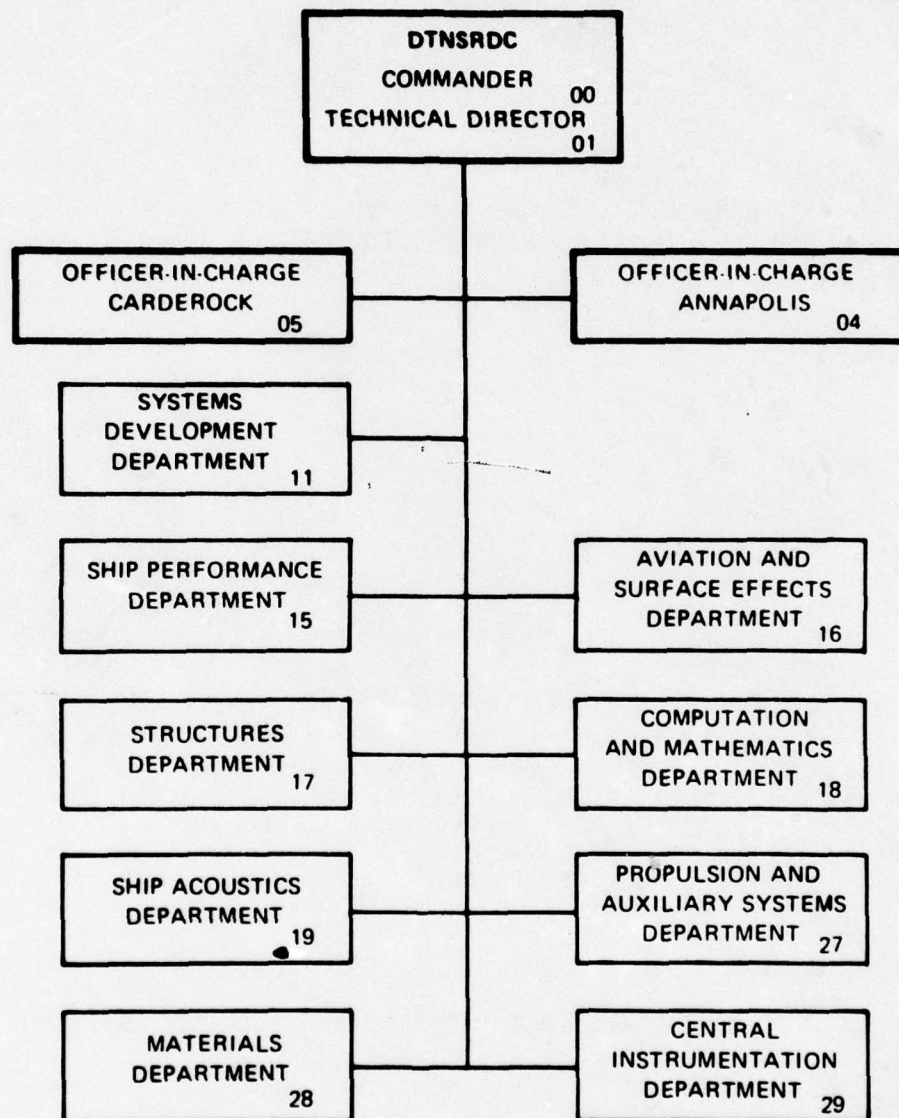 DTNSRDC
COMMANDER
00
TECHNICAL DIRECTOR
01
OFFICER-IN-CHARGE
CARDEROCK
05
OFFICER-IN-CHARGE
ANNAPOLIS
04
SYSTEMS
DEVELOPMENT
DEPARTMENT
11
SHIP PERFORMANCE
DEPARTMENT
15
AVIATION AND
SURFACE EFFECTS
DEPARTMENT
16
STRUCTURES
DEPARTMENT
17
COMPUTATION
AND MATHEMATICS
DEPARTMENT
18
SHIP ACOUSTICS
DEPARTMENT
19
PROPULSION AND
AUXILIARY SYSTEMS
DEPARTMENT
27
MATERIALS
DEPARTMENT
28
CENTRAL
INSTRUMENTATION
DEPARTMENT
29